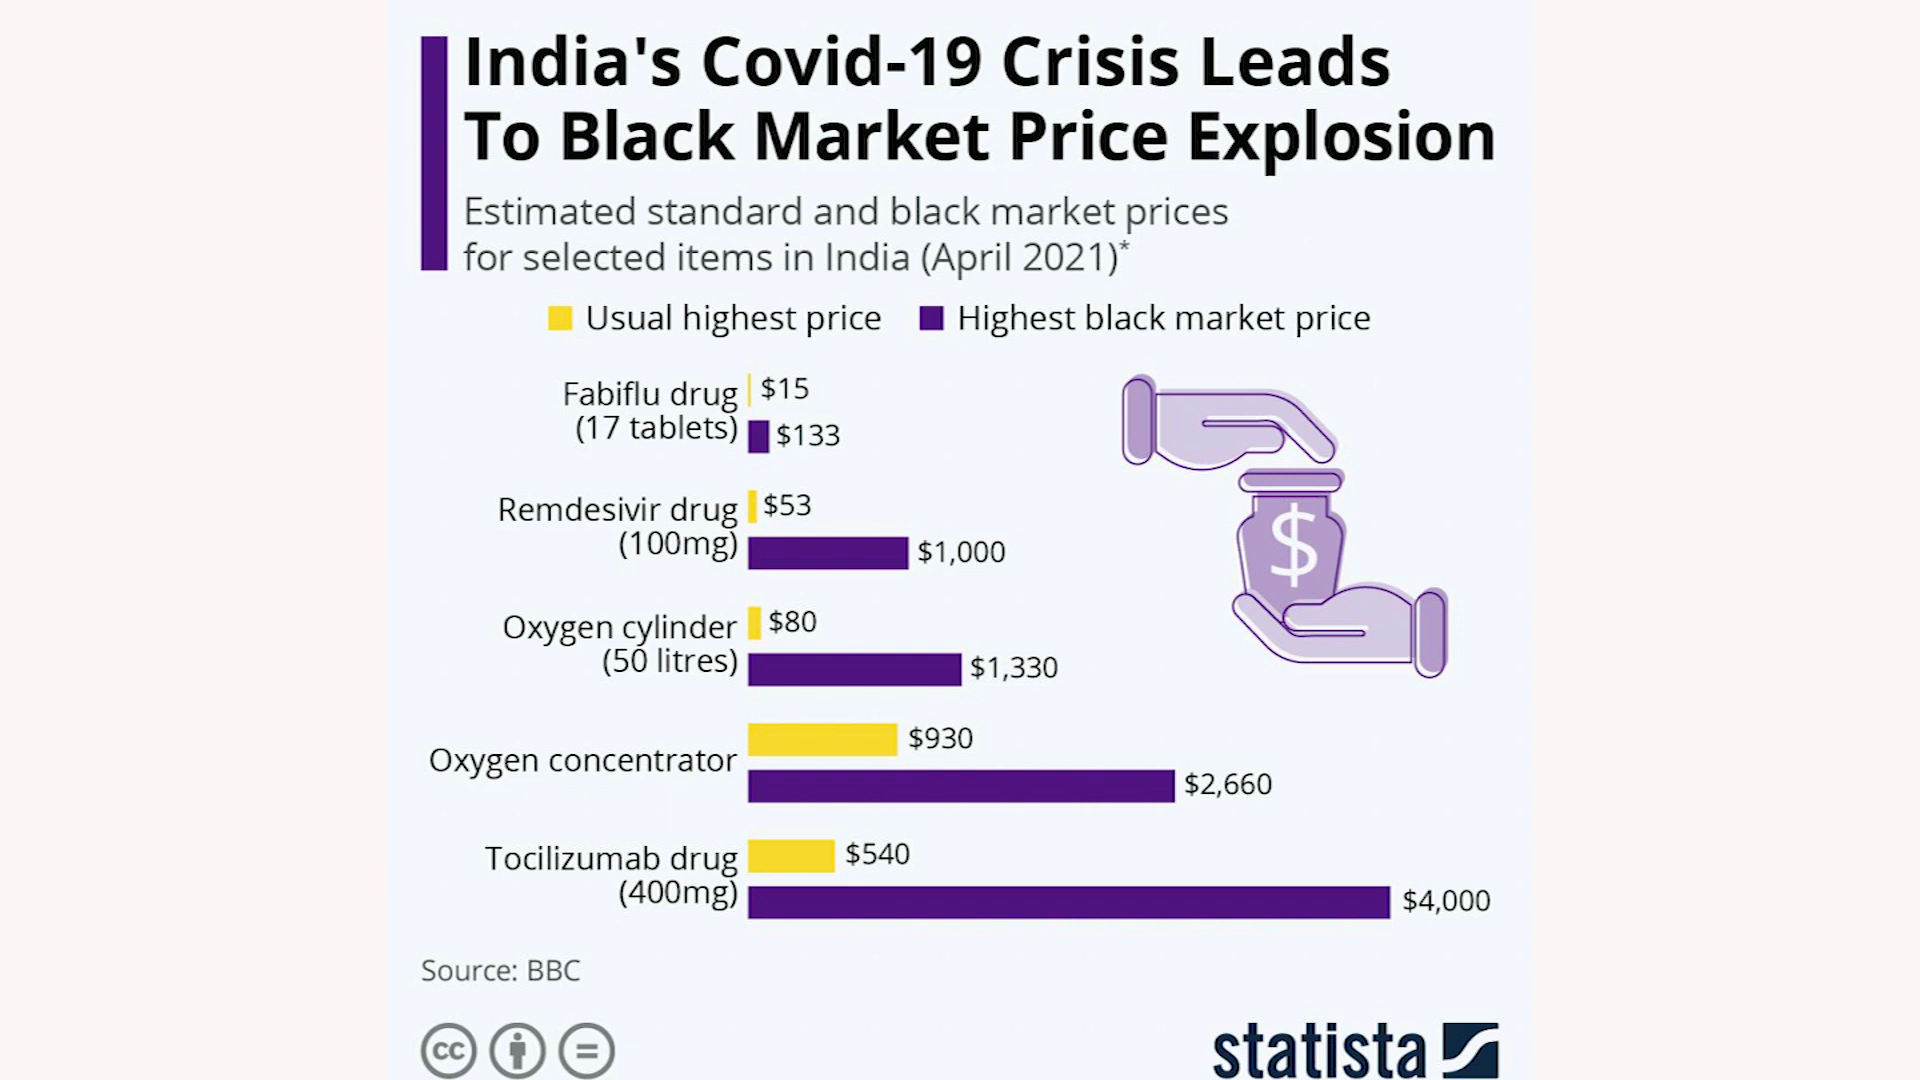 India's Covid-19 Crisis Leads
To Black Market Price Explosion
Estimated standard and black market prices
for selected items in India (April 2021)*
Usual highest price
Highest black market price
Fabiflu drug
(17 tablets)
$15
$133
Remdesivir drug
(100mg)
$53
$1,000
Oxygen cylinder
(50 litres)
$80
$1,330
Oxygen concentrator
$930
$2,660
Tocilizumab drug
(400mg)
$540
$4,000
$
Source: BBC
cc
statista